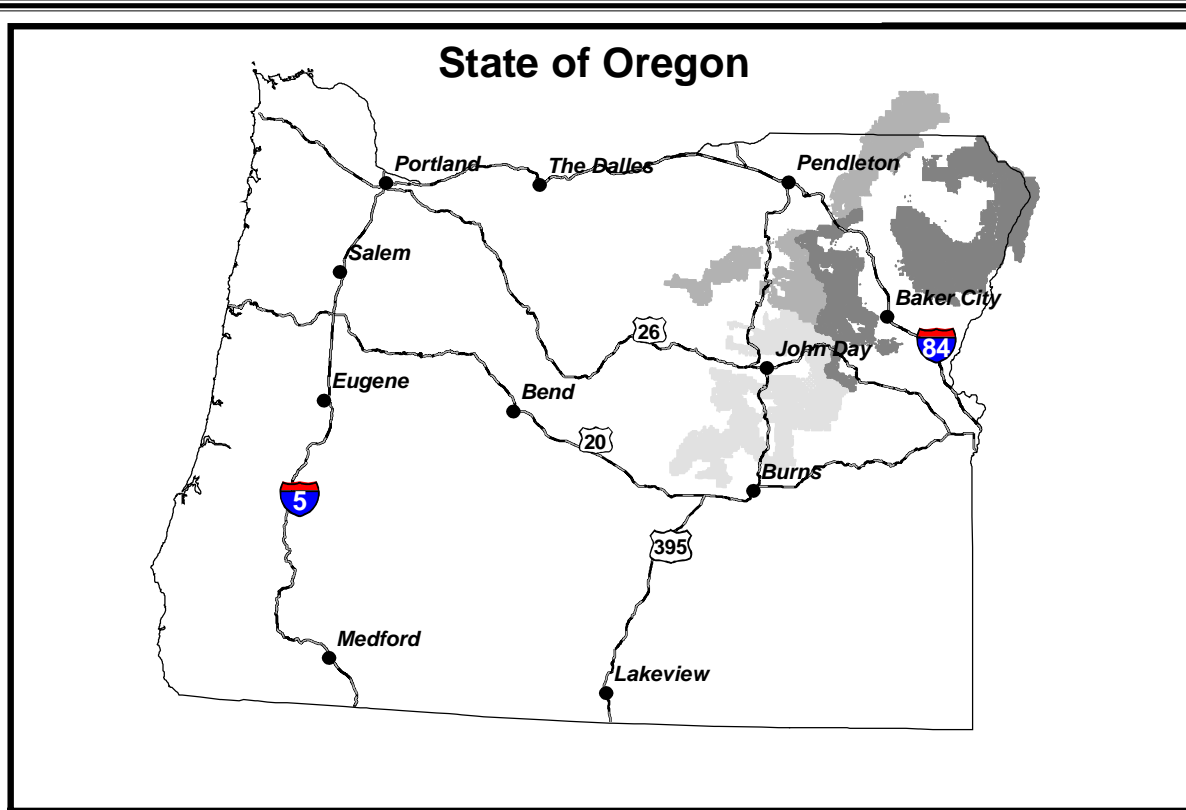 State of Oregon
Portland
The Dalles
Pendleton
Salem
Baker City
26
John Day
84
Eugene
Bend
20
Burns
5
395
Medford
Lakeview